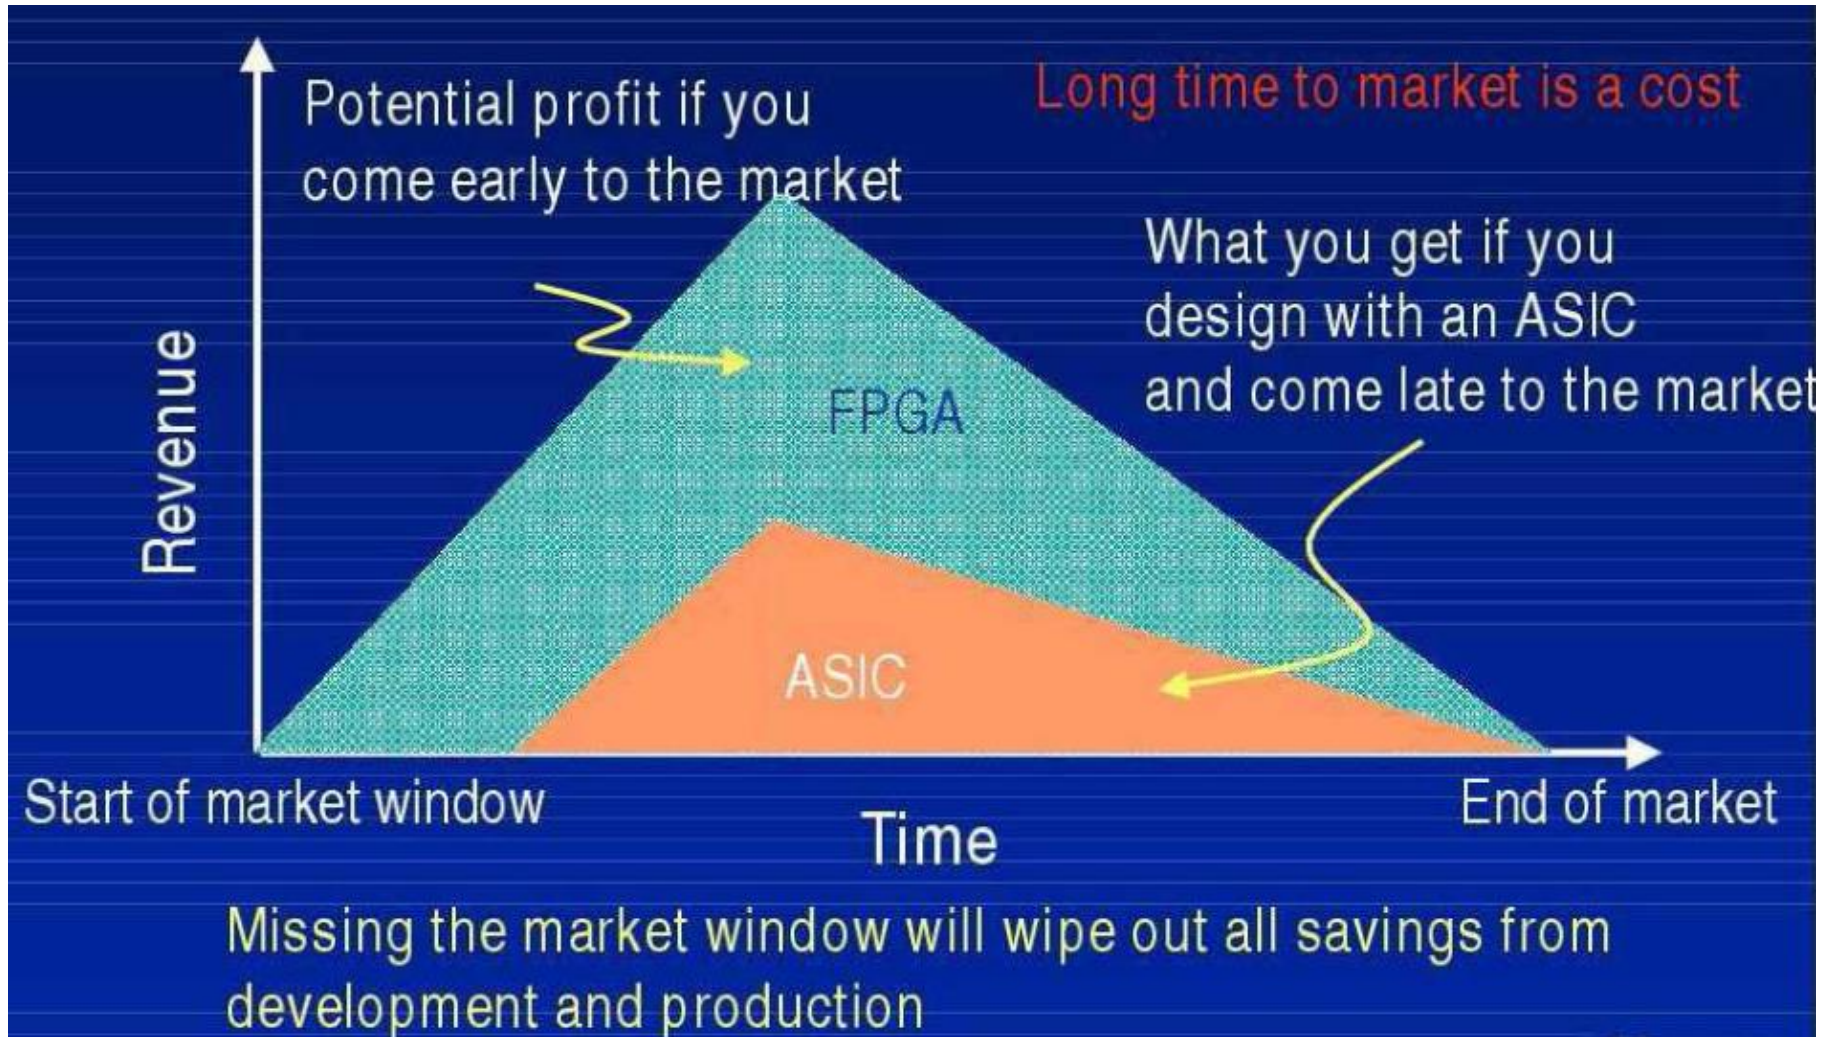 Potential profit if you
come early to the market
Long time to market is a cost
What you get if you
design with an ASIC
and come late to the market
Revenue
FPGA
ASIC
Start of market window
Time
End of market
Missing the market window will wipe out all savings from
development and production